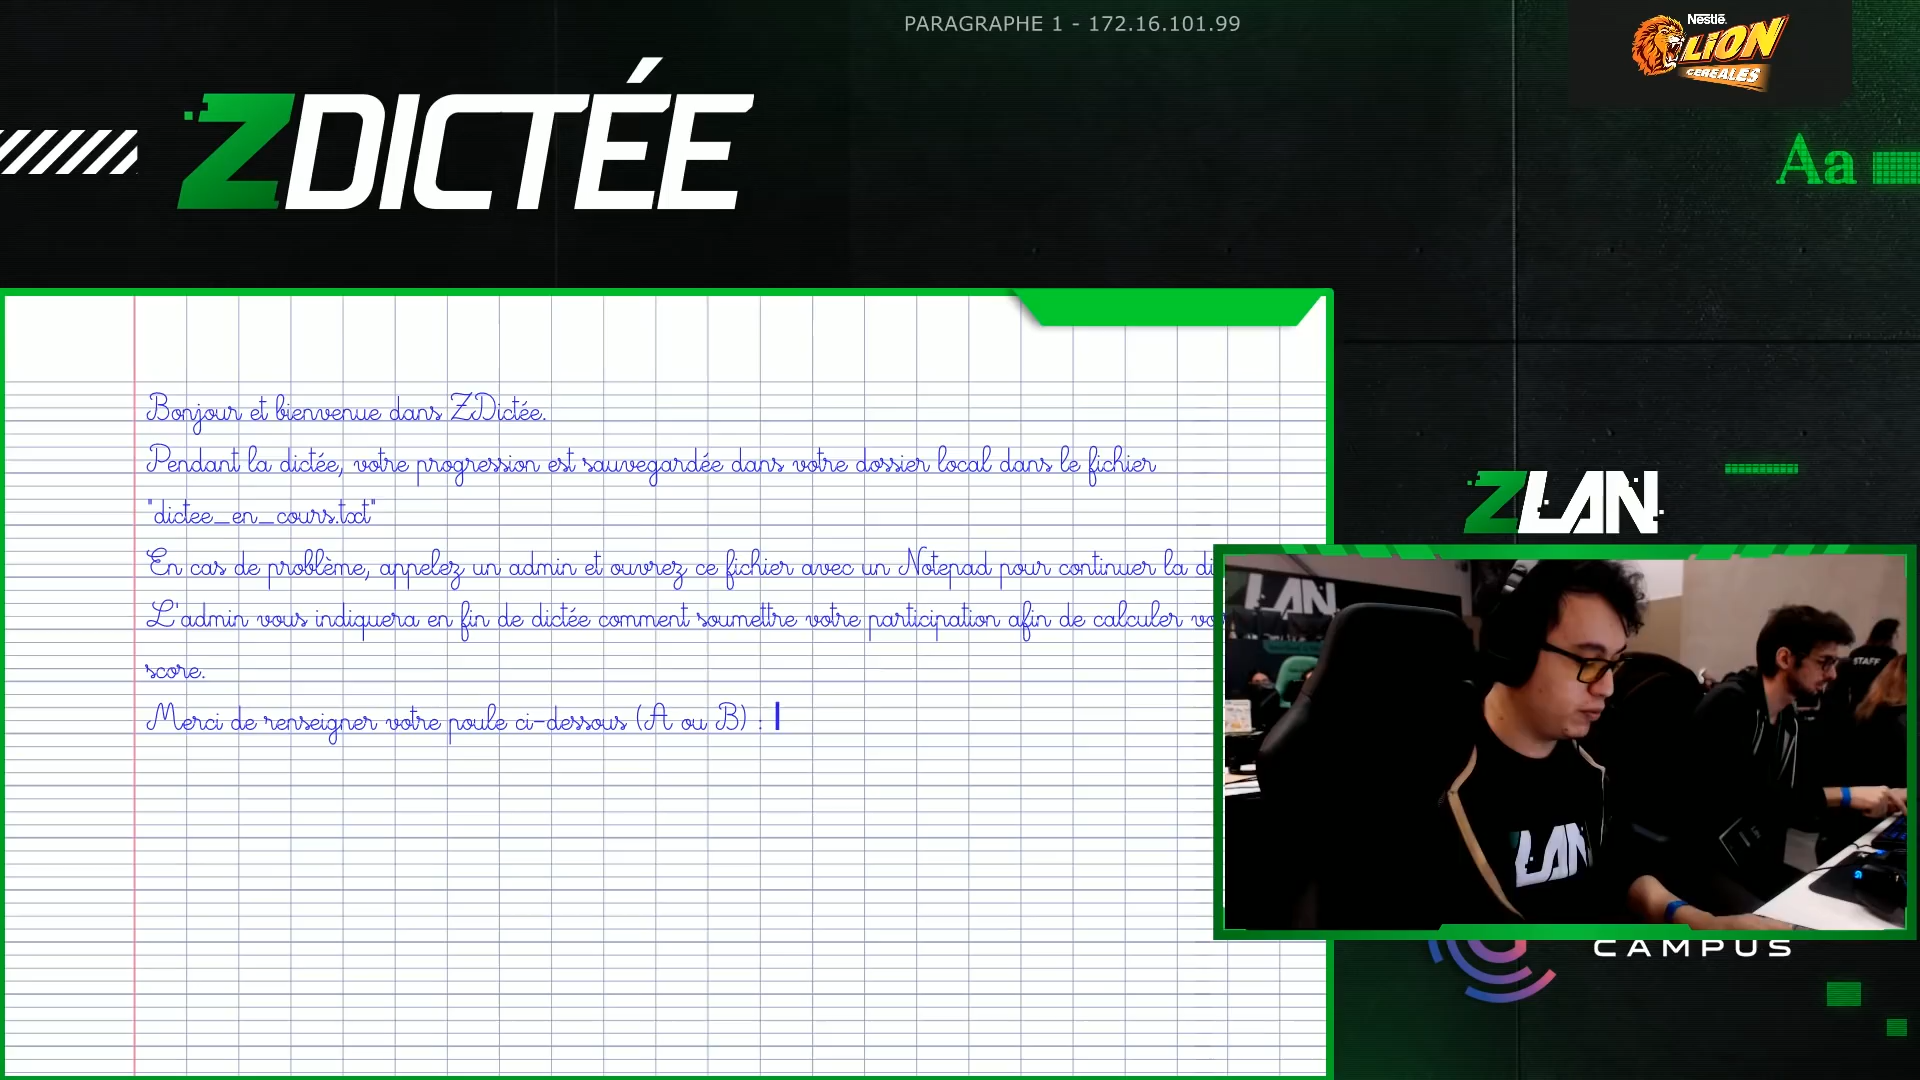 PARAGRAPHE 1 - 172.16.101.99
Nestlé.
LION
CEREALES
ZDICTÉE
Aa
Bonjour et bienvenue dans ZDictée.
Pendant la dictée, votre progression est sauvegardée dans votre dossier local dans le fichier
"dictee_en_cours.txt"
En cas de problème, appelez un admin et ouvrez ce fichier avec un Notepad pour continuer la di
L'admin vous indiquera en fin de dictée comment soumettre votre participation afin de calculer vo
score.
Merci de renseigner votre poule ci-dessous (A ou B) :
ZLAN
LAN
STAFF
LAN
CAMPUS